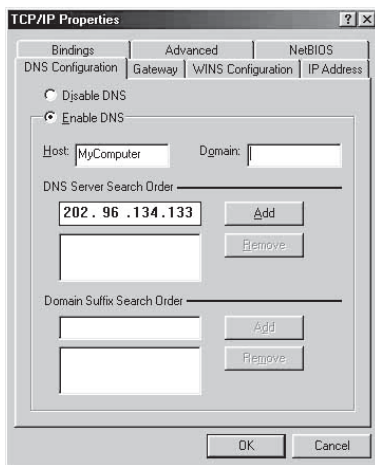 TCP/IP Properties
? ×
Bindings Advanced NetBIOS
DNS Configuration Gateway WINS Configuration IP Address
Disable DNS
Enable DNS
Host: MyComputer Domain:
DNS Server Search Order
202. 96 .134.133 Add
Remove
Domain Suffix Search Order
Add
Remove
OK Cancel